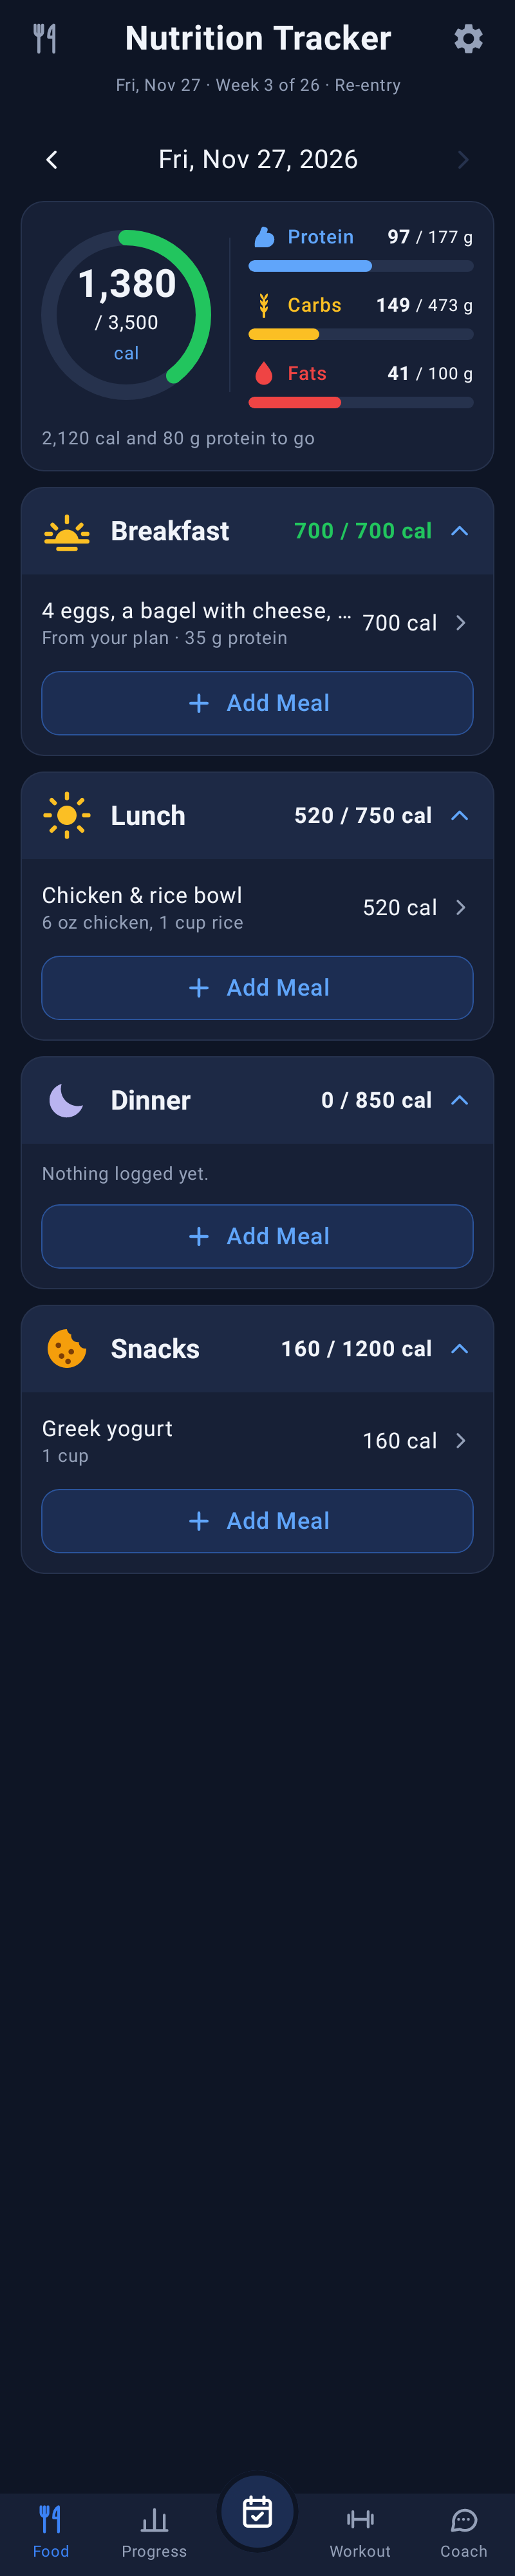 Nutrition Tracker
Fri, Nov 27 · Week 3 of 26 · Re-entry
Fri, Nov 27, 2026
1,380
/ 3,500
cal
Protein 97 / 177 g
Carbs 149 / 473 g
Fats 41 / 100 g
2,120 cal and 80 g protein to go
Breakfast 700 / 700 cal
4 eggs, a bagel with cheese, … 700 cal
From your plan · 35 g protein
Add Meal
Lunch 520 / 750 cal
Chicken & rice bowl 520 cal
6 oz chicken, 1 cup rice
Add Meal
Dinner 0 / 850 cal
Nothing logged yet.
Add Meal
Snacks 160 / 1200 cal
Greek yogurt 160 cal
1 cup
Add Meal
Food Progress Workout Coach